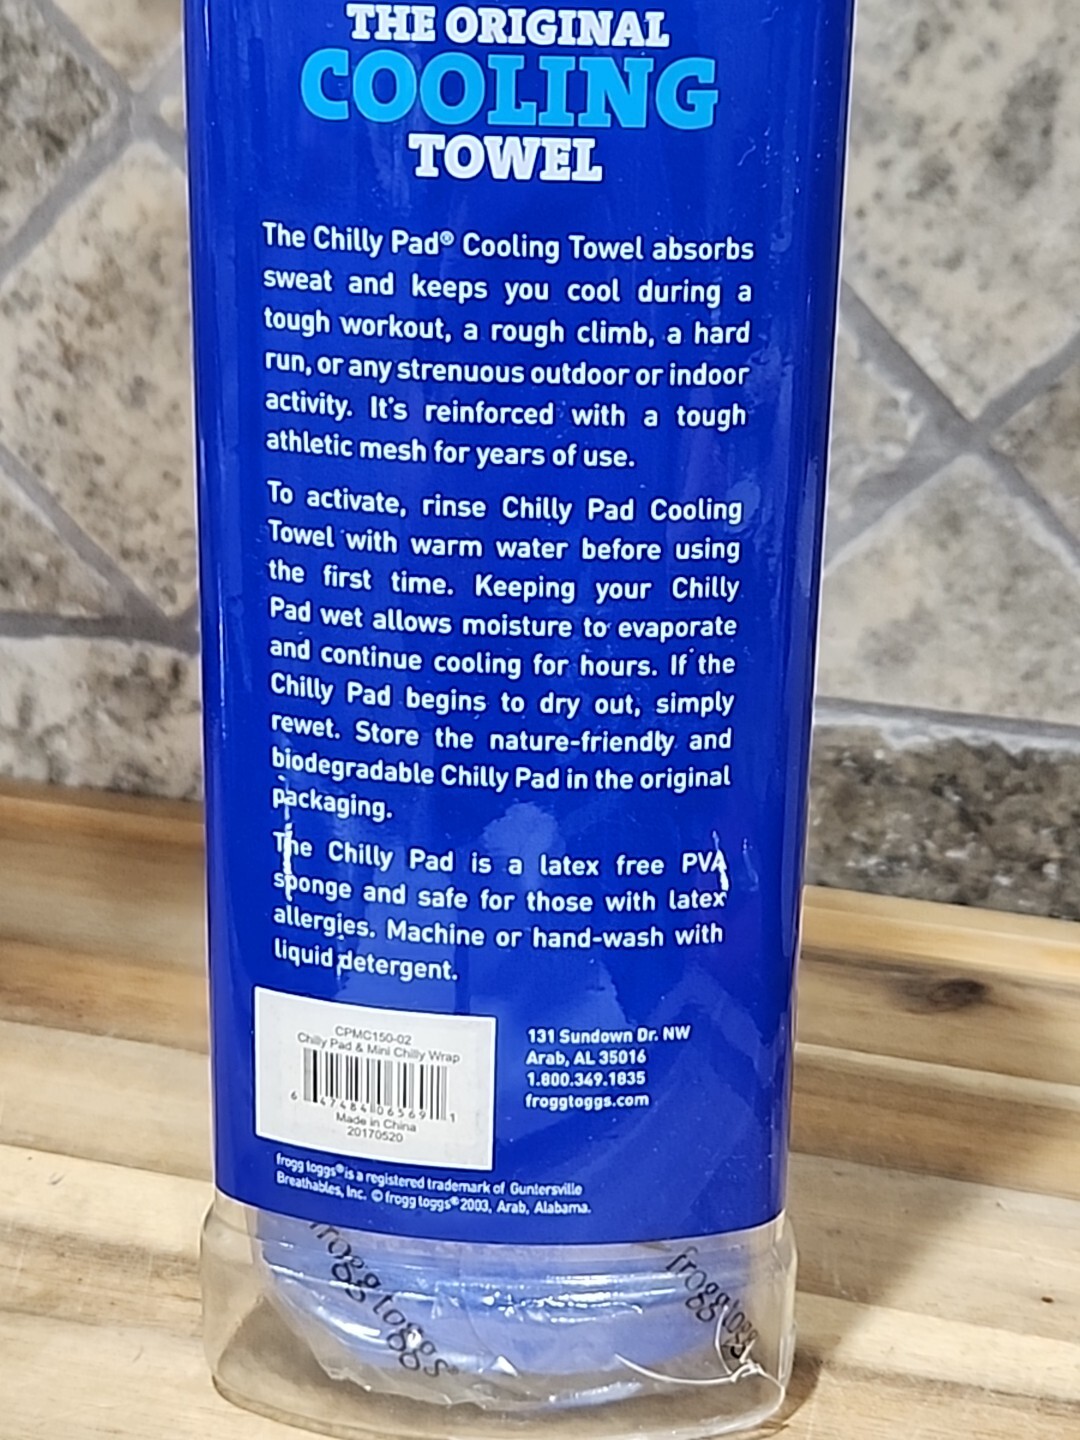 THE ORIGINAL
COOLING
TOWEL
The Chilly Pad® Cooling Towel absorbs
sweat and keeps you cool during a
tough workout, a rough climb, a hard
run, or any strenuous outdoor or indoor
activity. It's reinforced with a tough
athletic mesh for years of use.
To activate, rinse Chilly Pad Cooling
Towel with warm water before using
the first time. Keeping your Chilly
Pad wet allows moisture to evaporate
and continue cooling for hours. If the
Chilly Pad begins to dry out, simply
rewet. Store the nature-friendly and
biodegradable Chilly Pad in the original
packaging.
The Chilly Pad is a latex free PVA
sponge and safe for those with latex
allergies. Machine or hand-wash with
liquid detergent.
CPMC150-02
Chilly Pad & Mini Chilly Wrap
6 47484 06569 1
Made in China
20170520
131 Sundown Dr. NW
Arab, AL 35016
1.800.349.1835
froggtoggs.com
frogg toggs® is a registered trademark of Guntersville
Breathables, Inc. © frogg toggs® 2003, Arab, Alabama.
frogg toggs
frogg toggs